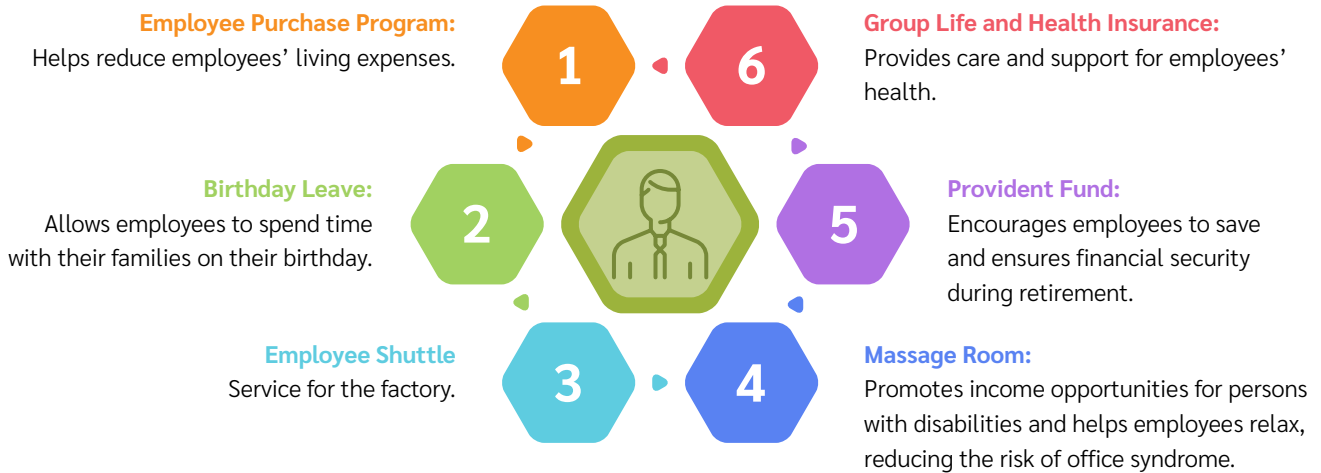 Employee Purchase Program:
Helps reduce employees’ living expenses.
1
Birthday Leave:
Allows employees to spend time
with their families on their birthday.
2
Employee Shuttle
Service for the factory.
3
4
Massage Room:
Promotes income opportunities for persons
with disabilities and helps employees relax,
reducing the risk of office syndrome.
5
Provident Fund:
Encourages employees to save
and ensures financial security
during retirement.
6
Group Life and Health Insurance:
Provides care and support for employees’
health.